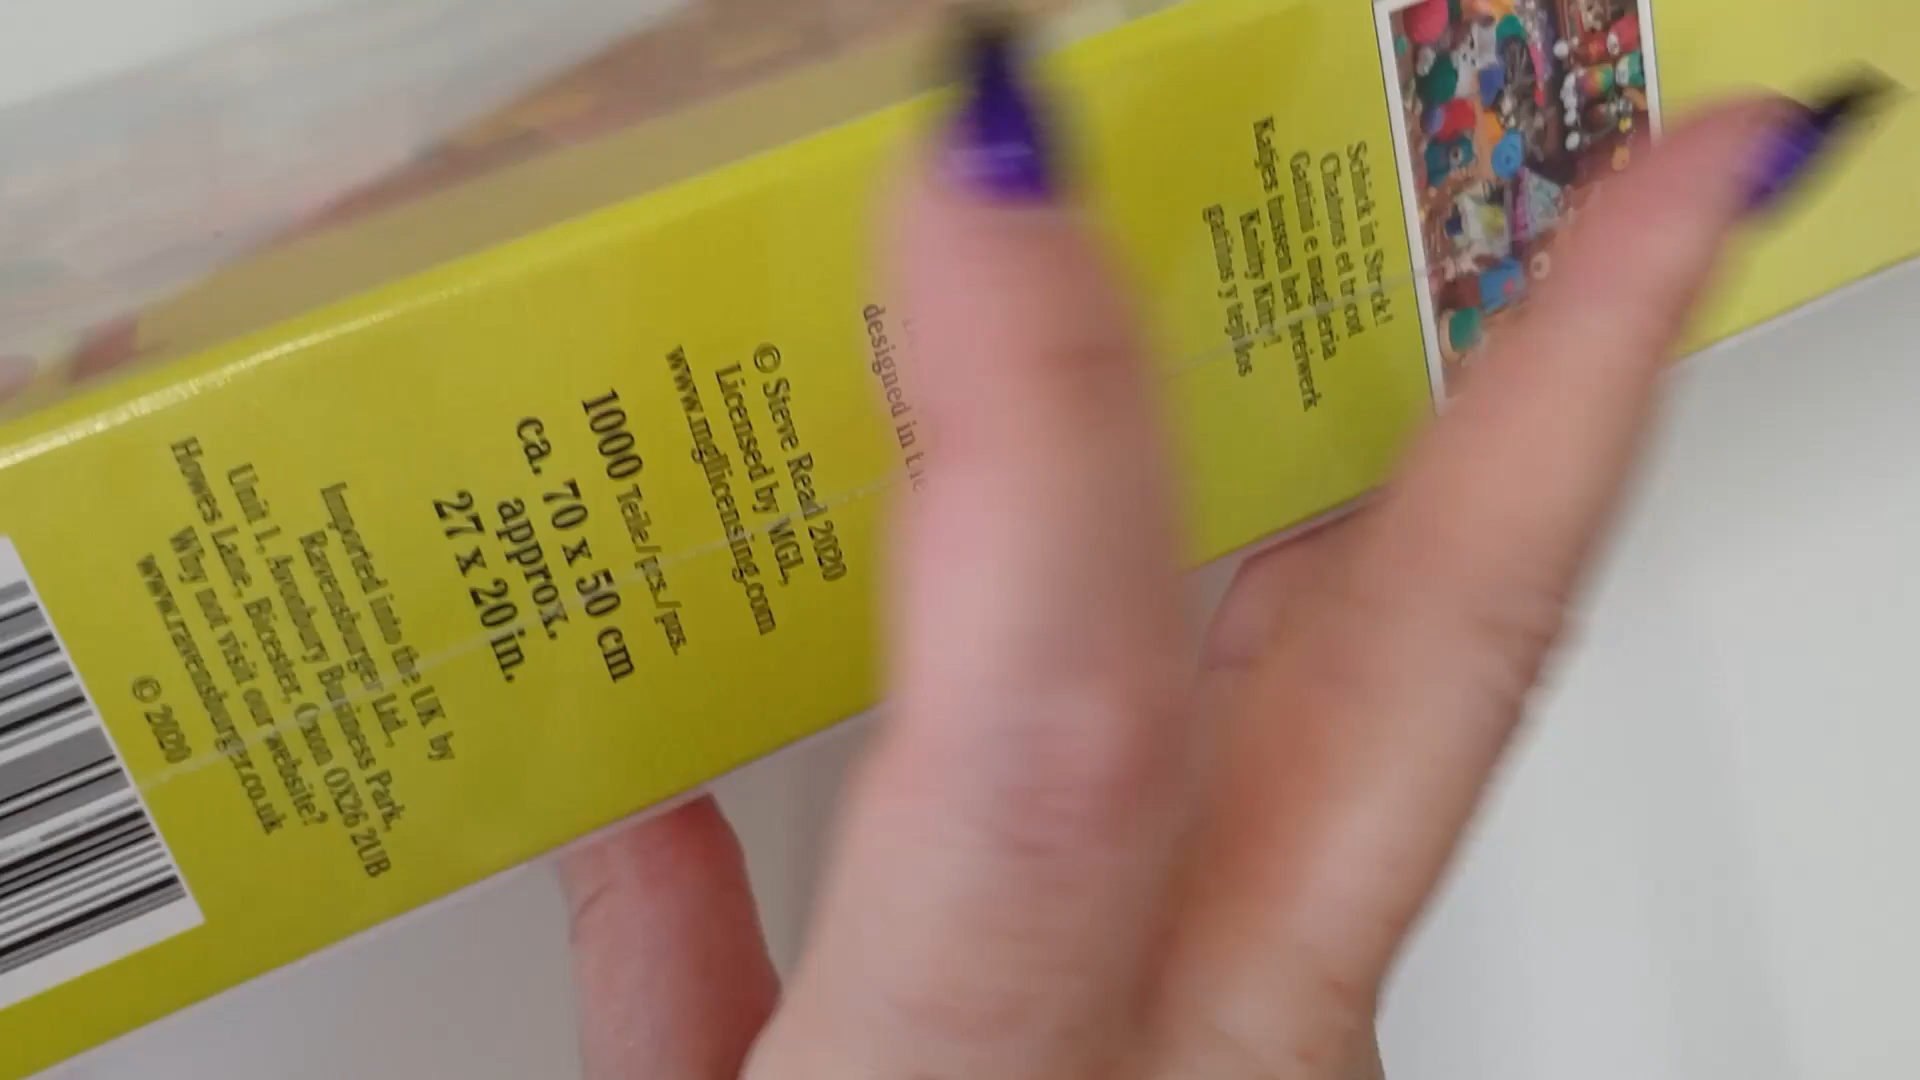 Schick im Strick!
Chatons et tricot
Gattini e maglieria
Katjes tussen het breiwerk
Knitty Kitty!
gatitos y tejidos
designed in the
© Steve Read 2020
Licensed by MGL,
www.mgllicensing.com
1000 Teile/pcs./pzs.
ca. 70 x 50 cm
approx.
27 x 20 in.
Imported into the UK by
Ravensburger Ltd,
Unit 1, Avonbury Business Park,
Howes Lane, Bicester, Oxon OX26 2UB
Why not visit our website?
www.ravensburger.co.uk
© 2020